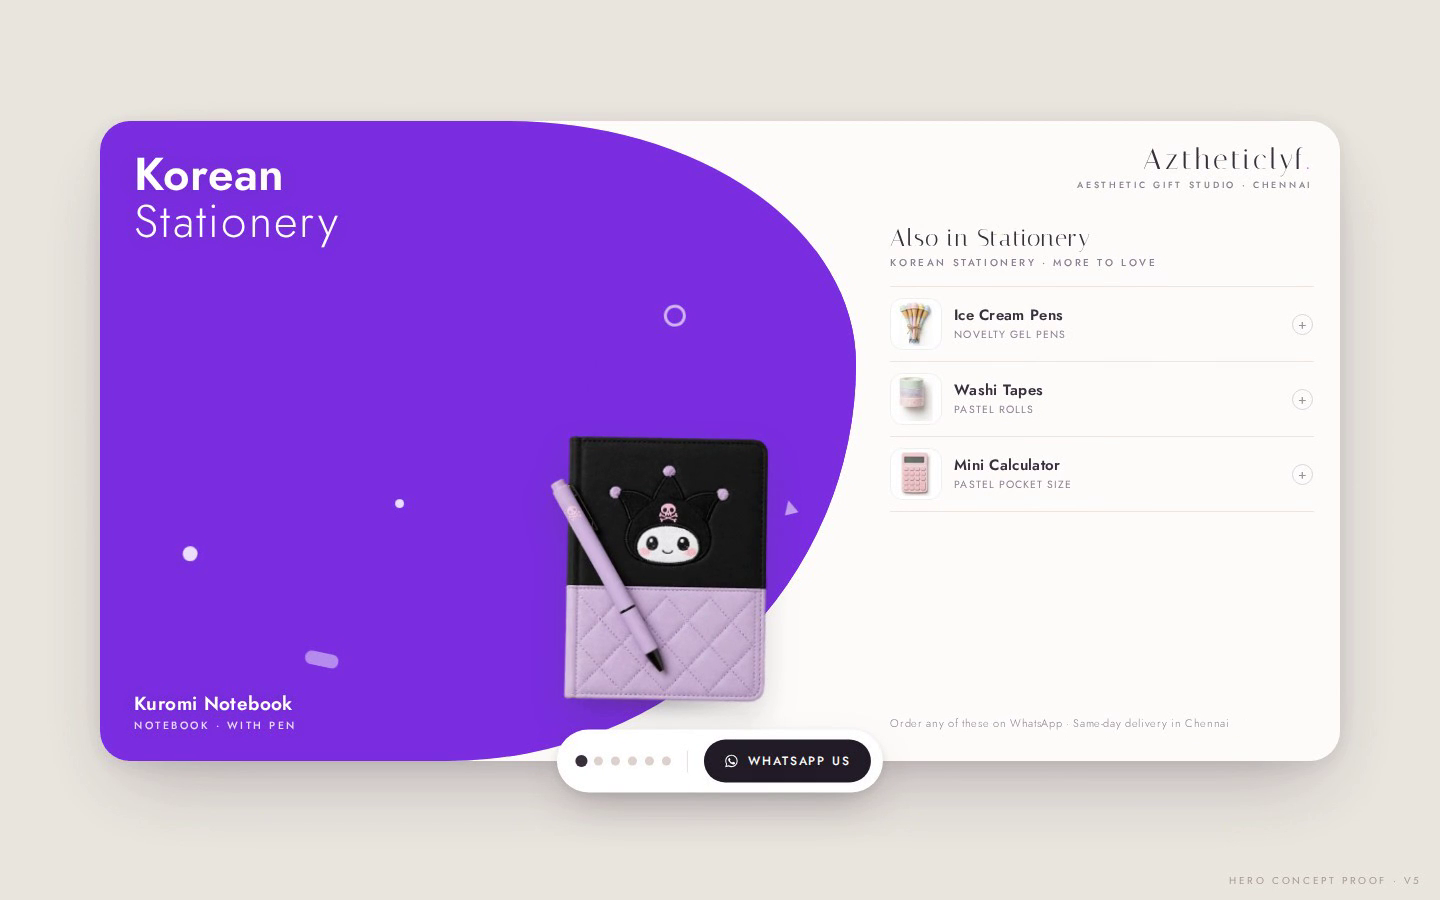 Korean
Stationery
Aztheticlyf.
AESTHETIC GIFT STUDIO · CHENNAI
Also in Stationery
KOREAN STATIONERY · MORE TO LOVE
Ice Cream Pens
NOVELTY GEL PENS
Washi Tapes
PASTEL ROLLS
Mini Calculator
PASTEL POCKET SIZE
Kuromi Notebook
NOTEBOOK · WITH PEN
Order any of these on WhatsApp · Same-day delivery in Chennai
WHATSAPP US
HERO CONCEPT PROOF · V5